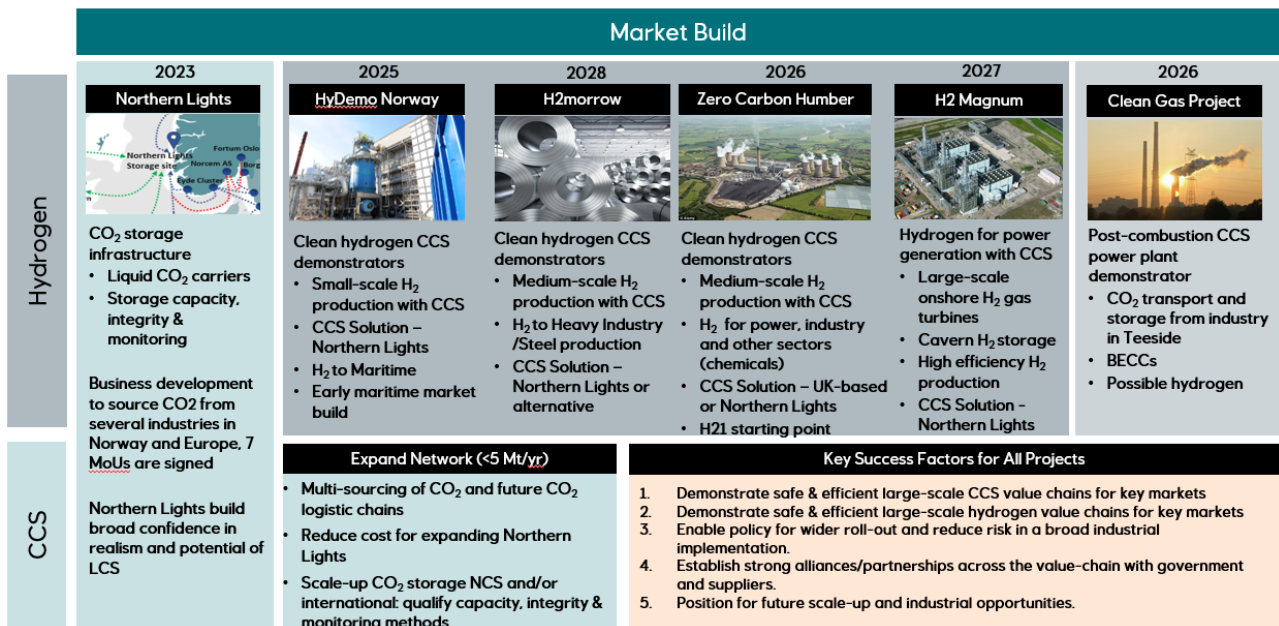 Market Build
Hydrogen
CCS
2023
Northern Lights
Northern Lights
Storage site
Fortum Oslo
Norcem AS
Borg
Eyde Cluster
CO₂ storage
infrastructure
• Liquid CO₂ carriers
• Storage capacity,
integrity &
monitoring
Business development
to source CO2 from
several industries in
Norway and Europe, 7
MoUs are signed
Northern Lights build
broad confidence in
realism and potential of
LCS
2025
HyDemo Norway
Clean hydrogen CCS
demonstrators
• Small-scale H₂
production with CCS
• CCS Solution –
Northern Lights
• H₂ to Maritime
• Early maritime market
build
2028
H2morrow
Clean hydrogen CCS
demonstrators
• Medium-scale H₂
production with CCS
• H₂ to Heavy Industry
/Steel production
• CCS Solution –
Northern Lights or
alternative
2026
Zero Carbon Humber
Clean hydrogen CCS
demonstrators
• Medium-scale H₂
production with CCS
• H₂ for power, industry
and other sectors
(chemicals)
• CCS Solution – UK-based
or Northern Lights
• H21 starting point
2027
H2 Magnum
Hydrogen for power
generation with CCS
• Large-scale
onshore H₂ gas
turbines
• Cavern H₂ storage
• High efficiency H₂
production
• CCS Solution -
Northern Lights
2026
Clean Gas Project
Post-combustion CCS
power plant
demonstrator
• CO₂ transport and
storage from industry
in Teeside
• BECCs
• Possible hydrogen
Expand Network (<5 Mt/yr)
• Multi-sourcing of CO₂ and future CO₂
logistic chains
• Reduce cost for expanding Northern
Lights
• Scale-up CO₂ storage NCS and/or
international: qualify capacity, integrity &
monitoring methods
Key Success Factors for All Projects
1. Demonstrate safe & efficient large-scale CCS value chains for key markets
2. Demonstrate safe & efficient large-scale hydrogen value chains for key markets
3. Enable policy for wider roll-out and reduce risk in a broad industrial
implementation.
4. Establish strong alliances/partnerships across the value-chain with government
and suppliers.
5. Position for future scale-up and industrial opportunities.